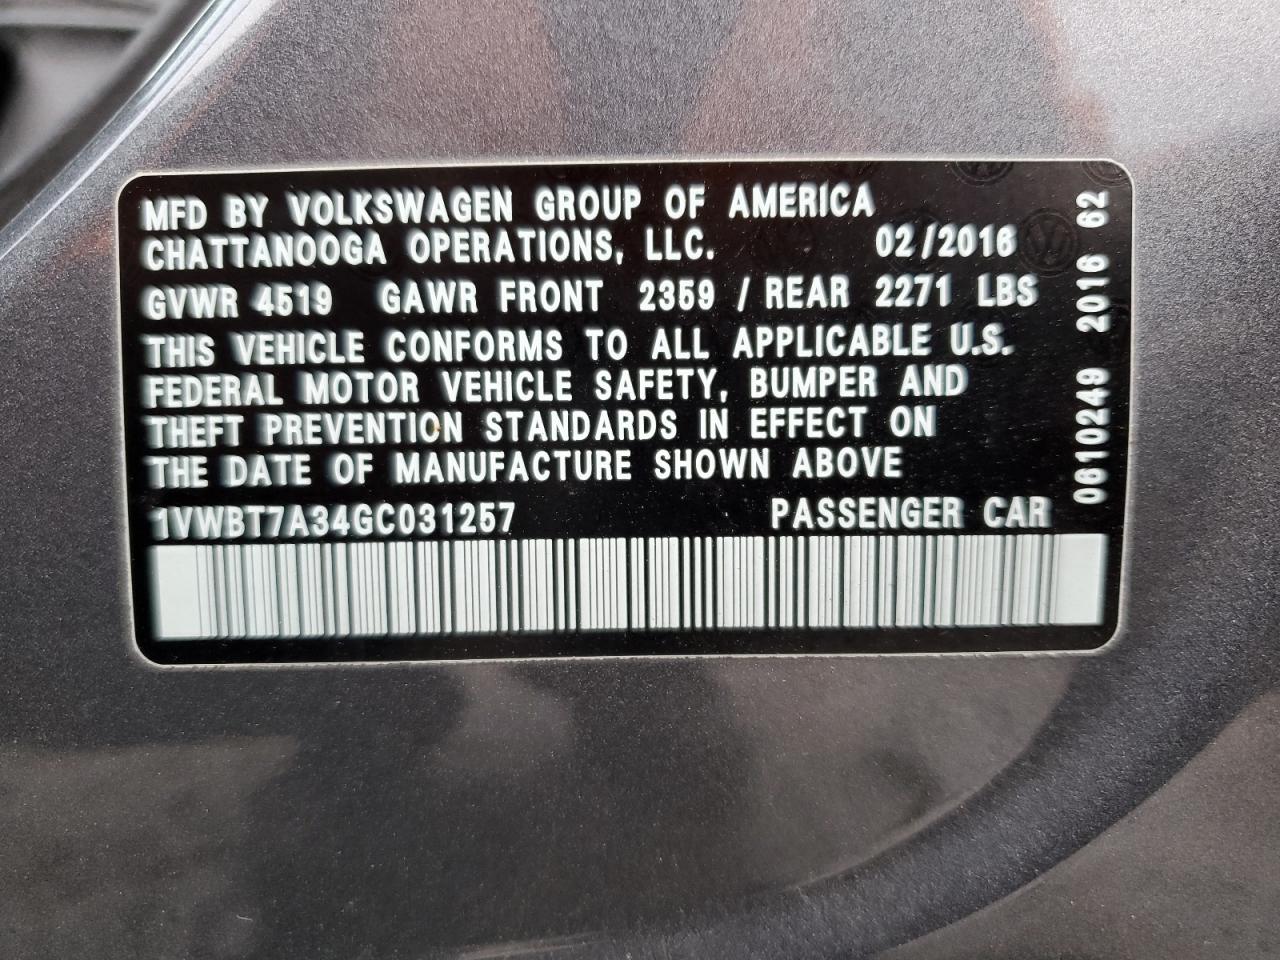 MFD BY VOLKSWAGEN GROUP OF AMERICA
CHATTANOOGA OPERATIONS, LLC. 02/2016
GVWR 4519 GAWR FRONT 2359 / REAR 2271 LBS
THIS VEHICLE CONFORMS TO ALL APPLICABLE U.S.
FEDERAL MOTOR VEHICLE SAFETY, BUMPER AND
THEFT PREVENTION STANDARDS IN EFFECT ON
THE DATE OF MANUFACTURE SHOWN ABOVE
1VWBT7A34GC031257 PASSENGER CAR
0610249 2016 62